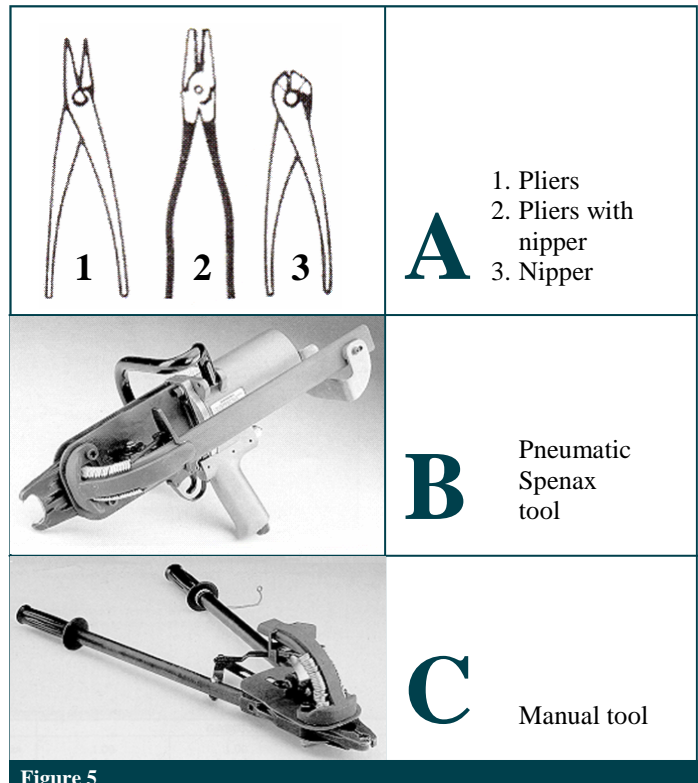 1
2
3
A
1. Pliers
2. Pliers with
nipper
3. Nipper
B
Pneumatic
Spenax
tool
C
Manual tool
Figure 5